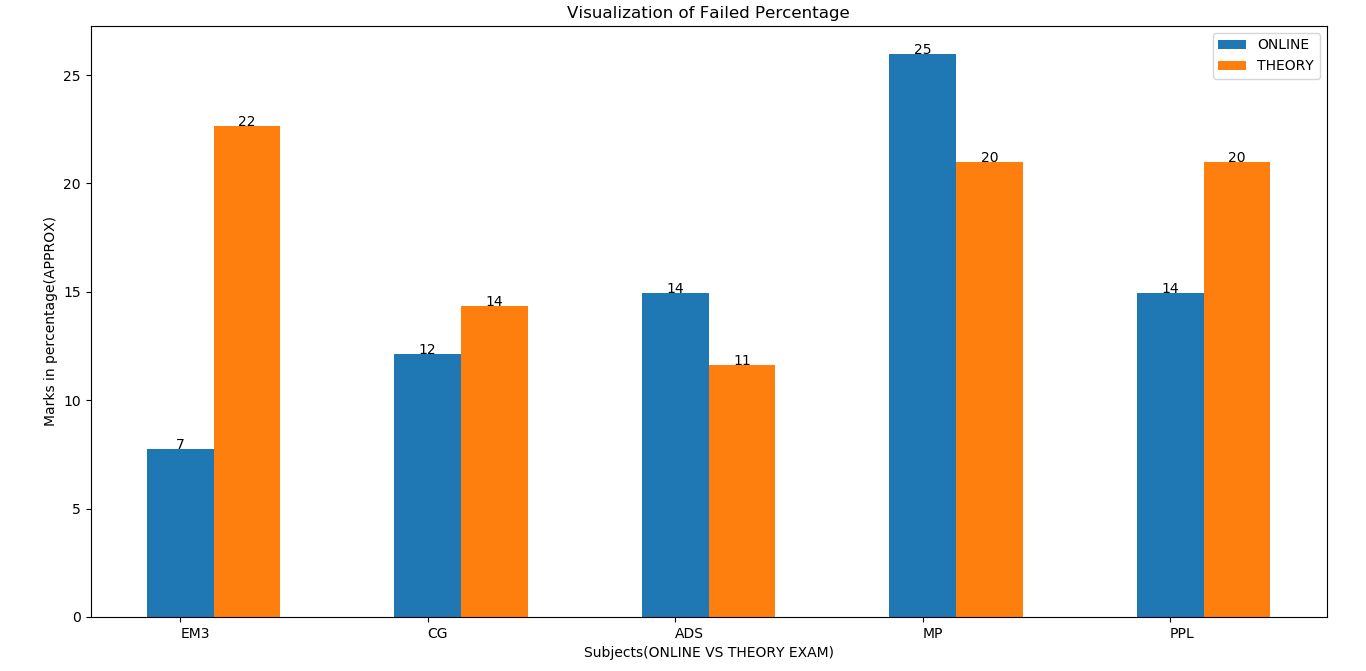 Visualization of Failed Percentage
ONLINE
THEORY
Marks in percentage(APPROX)
25
20
15
10
5
0
7
22
12
14
14
11
25
20
14
20
EM3
CG
ADS
MP
PPL
Subjects(ONLINE VS THEORY EXAM)